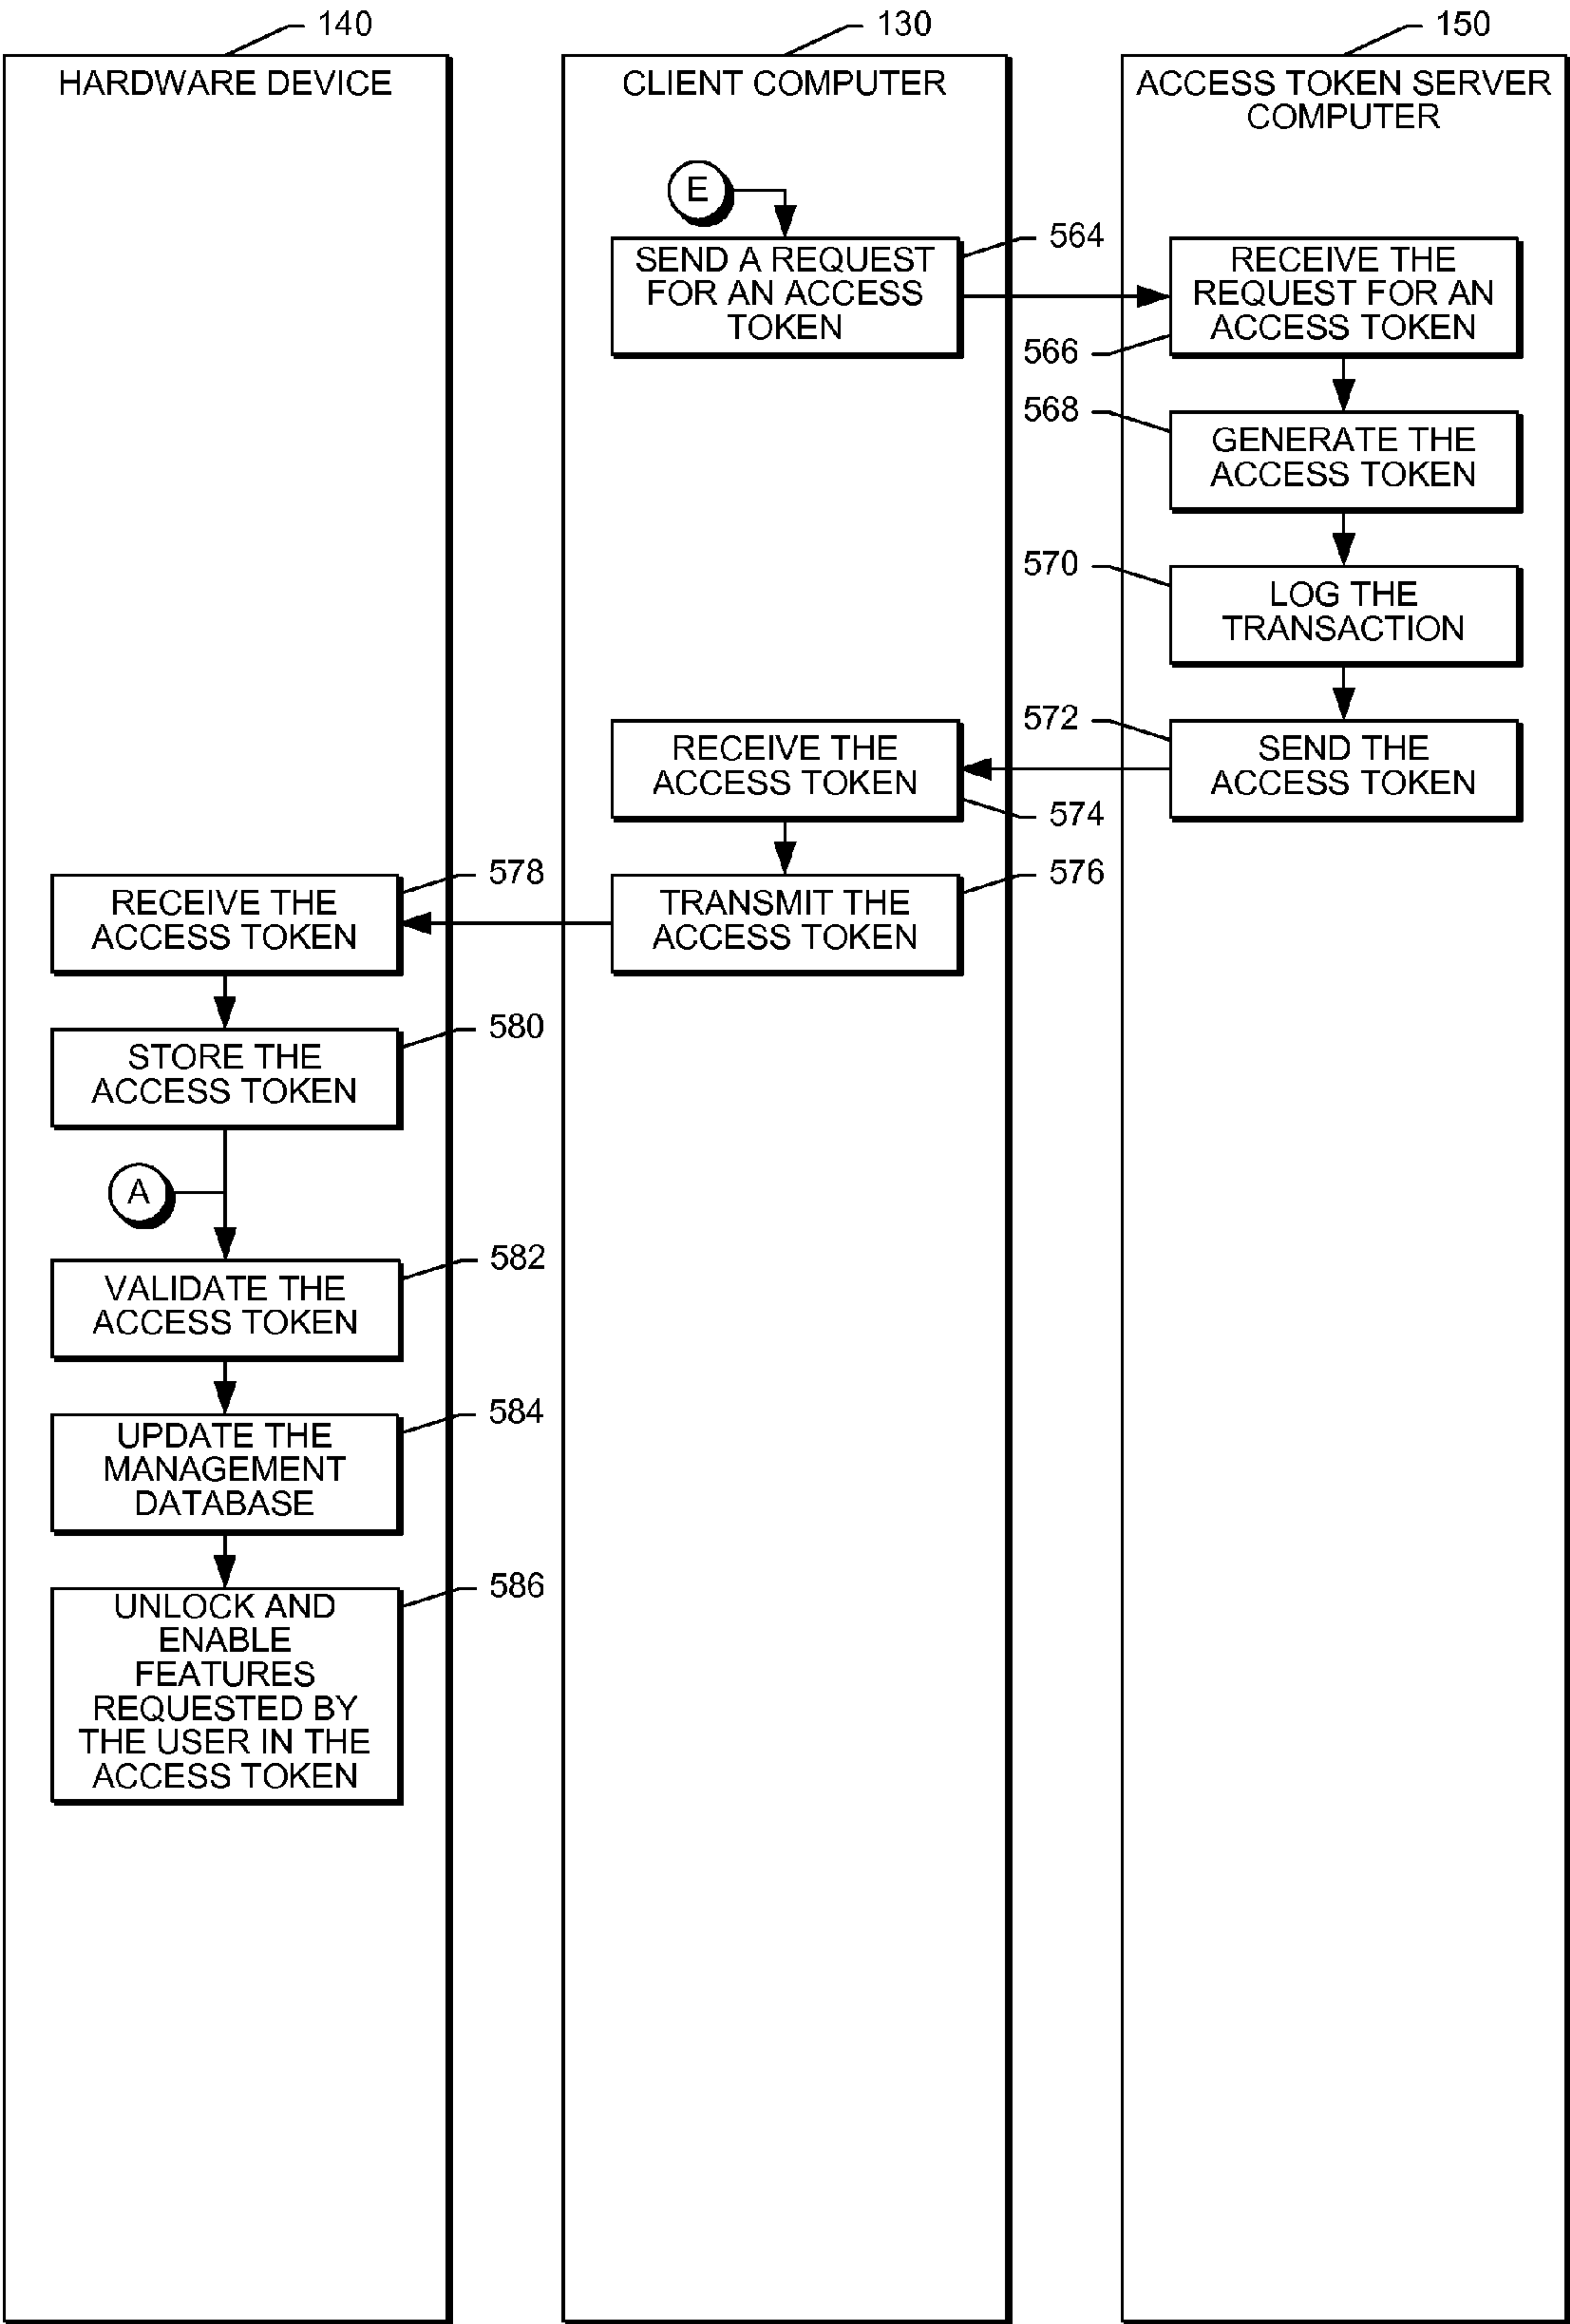 140
130
150
HARDWARE DEVICE
CLIENT COMPUTER
ACCESS TOKEN SERVER
COMPUTER
E
564
SEND A REQUEST
FOR AN ACCESS
TOKEN
RECEIVE THE
REQUEST FOR AN
ACCESS TOKEN
566
568
GENERATE THE
ACCESS TOKEN
570
LOG THE
TRANSACTION
572
SEND THE
ACCESS TOKEN
RECEIVE THE
ACCESS TOKEN
574
576
TRANSMIT THE
ACCESS TOKEN
578
RECEIVE THE
ACCESS TOKEN
580
STORE THE
ACCESS TOKEN
A
582
VALIDATE THE
ACCESS TOKEN
584
UPDATE THE
MANAGEMENT
DATABASE
586
UNLOCK AND
ENABLE
FEATURES
REQUESTED BY
THE USER IN THE
ACCESS TOKEN